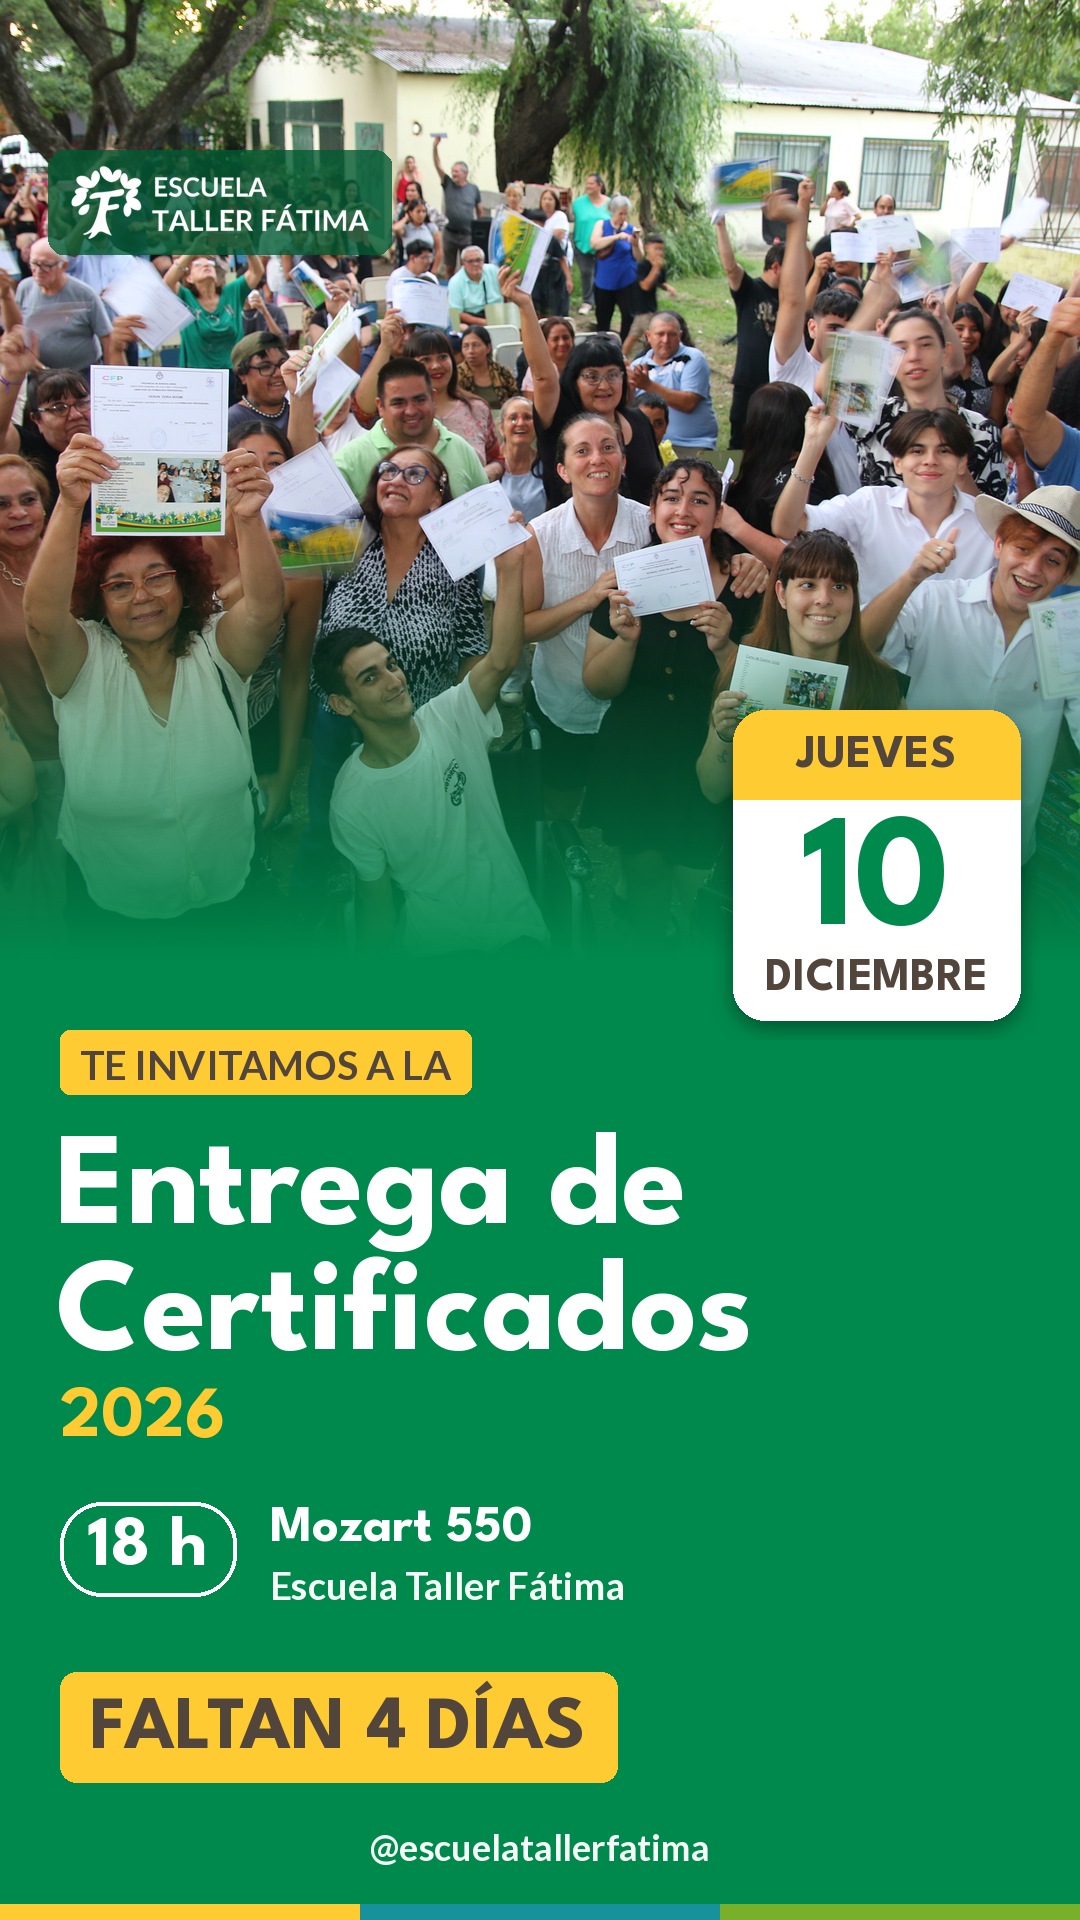 ESCUELA
TALLER FÁTIMA
CFP
JUEVES
10
DICIEMBRE
TE INVITAMOS A LA
Entrega de
Certificados
2026
18 h
Mozart 550
Escuela Taller Fátima
FALTAN 4 DÍAS
@escuelatallerfatima